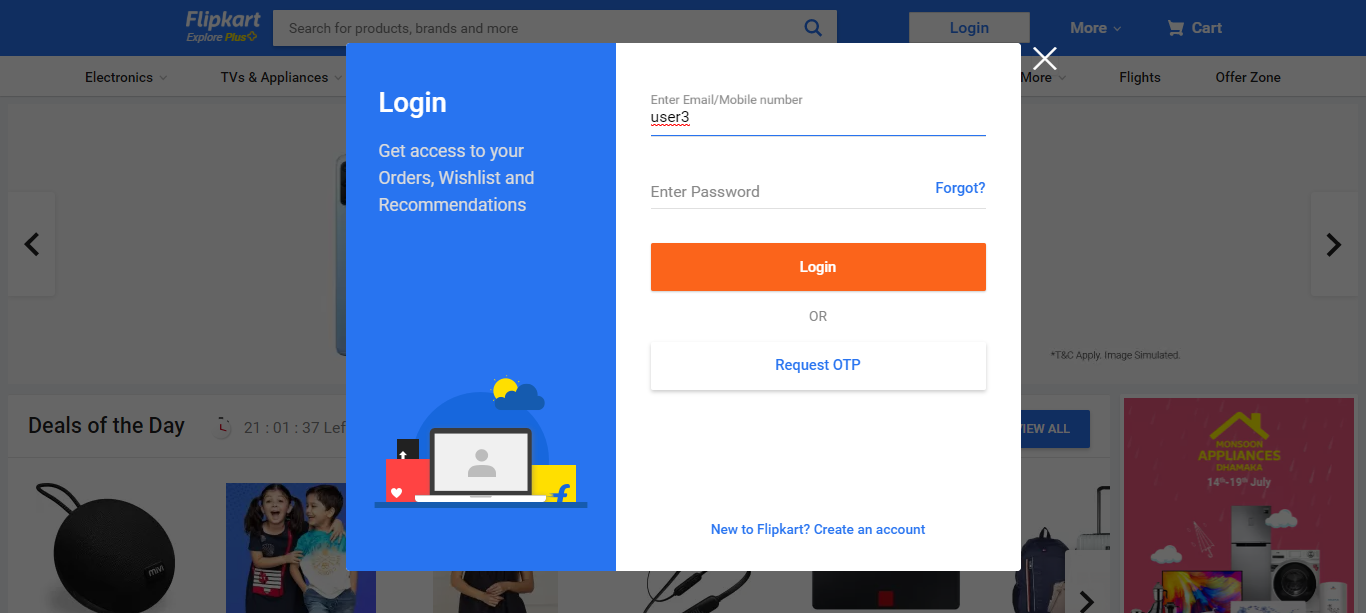 Flipkart
Explore Plus
Search for products, brands and more
Login
More
Cart
Electronics
TVs & Appliances
More
Flights
Offer Zone
Login
Get access to your
Orders, Wishlist and
Recommendations
Enter Email/Mobile number
user3
Enter Password
Forgot?
Login
OR
Request OTP
New to Flipkart? Create an account
*T&C Apply. Image Simulated.
Deals of the Day
21 : 01 : 37 Lef
VIEW ALL
mivi
MONSOON
APPLIANCES
DHAMAKA
14th-19th July